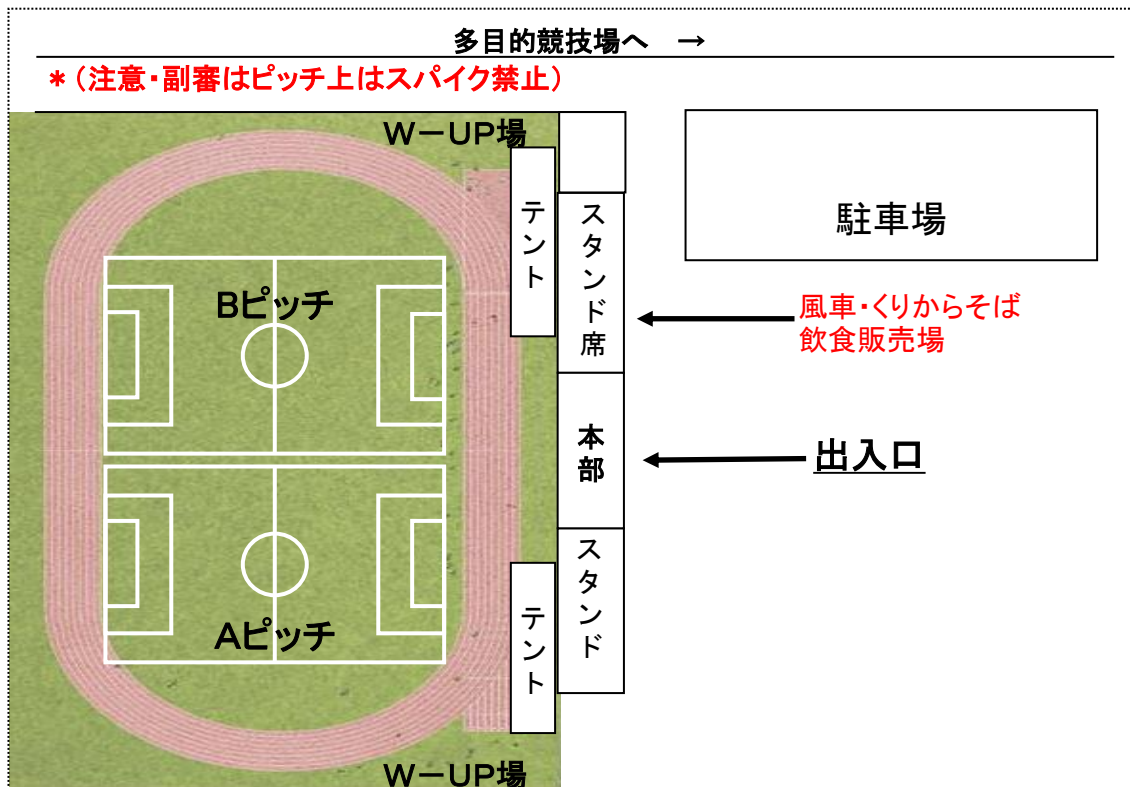 多目的競技場へ　→
*（注意・副審はピッチ上はスパイク禁止）
W－UP場
テント
スタンド席
駐車場
Bピッチ
風車・くりからそば
飲食販売場
本部
出入口
スタンド
テント
Aピッチ
W－UP場